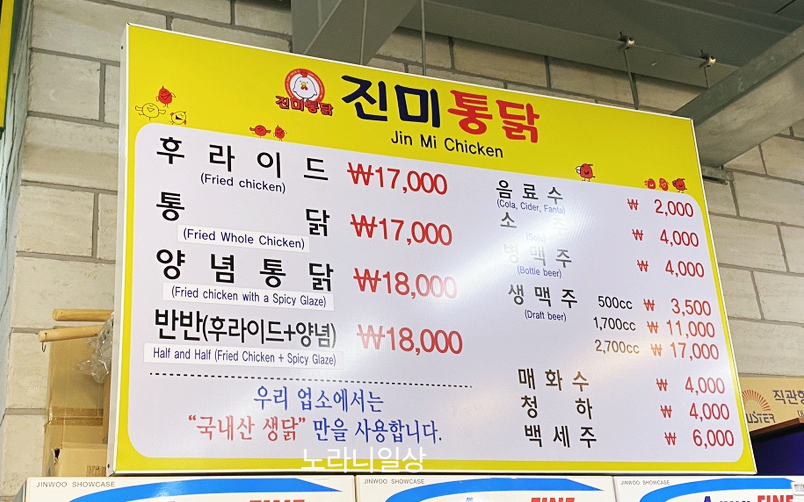 진미통닭
진미통닭
Jin Mi Chicken
후라이드 ₩17,000
(Fried chicken)
통닭 ₩17,000
(Fried Whole Chicken)
양념통닭 ₩18,000
(Fried chicken with a Spicy Glaze)
반반(후라이드+양념) ₩18,000
Half and Half (Fried Chicken + Spicy Glaze)
우리 업소에서는
"국내산 생닭" 만을 사용합니다.
음료수 ₩ 2,000
(Cola, Cider, Fanta)
소주 ₩ 4,000
병맥주 ₩ 4,000
(Bottle beer)
생맥주 500cc ₩ 3,500
(Draft beer)
1,700cc ₩ 11,000
2,700cc ₩ 17,000
매화수 ₩ 4,000
청하 ₩ 4,000
백세주 ₩ 6,000
노라니일상
JINWOO SHOWCASE
JINWOO SHOWCASE
JINWOO SHOWCASE